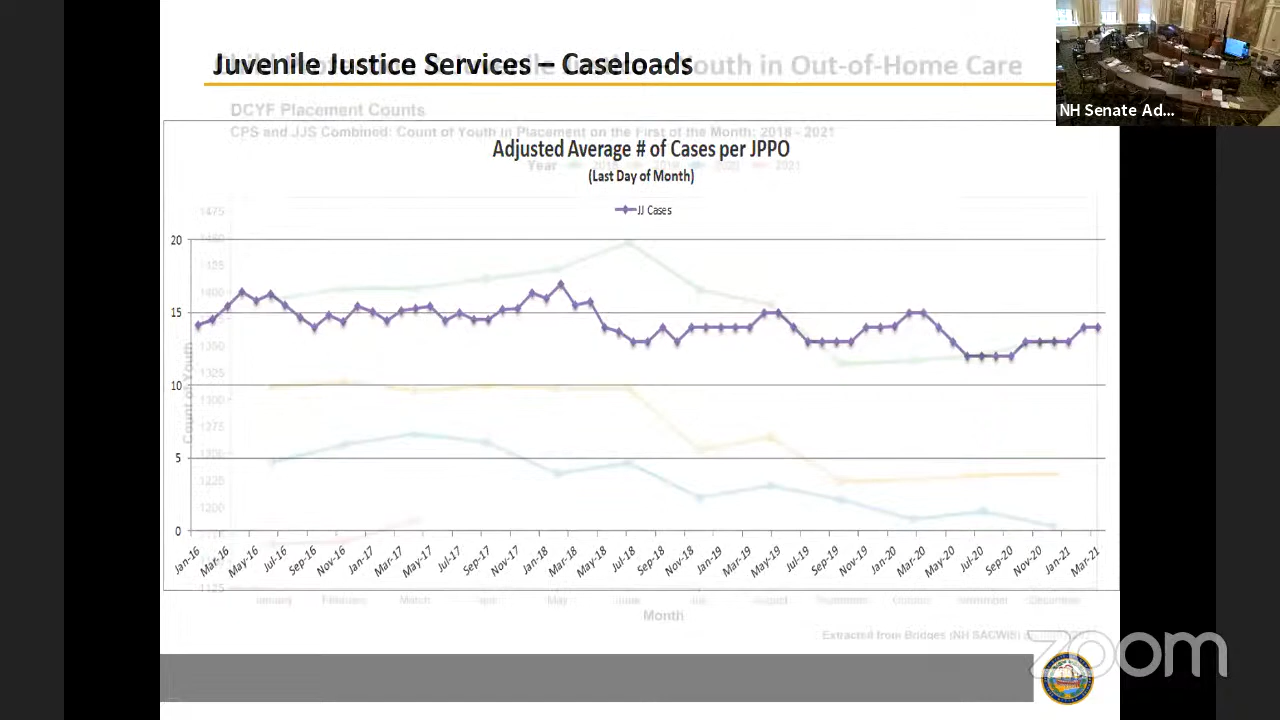 Juvenile Justice Services – Caseloads
Youth in Out-of-Home Care
NH Senate Ad...
DCYF Placement Counts
CPS and JJS Combined: Count of Youth in Placement on the First of the Month: 2018 - 2021
Adjusted Average # of Cases per JPPO
Year 2018 2019 2020 2021
(Last Day of Month)
JJ Cases
20
15
10
5
0
1475
1450
1425
1400
1350
1325
1300
1275
1200
1125
Count of Youth
Jan-16 Mar-16 May-16 Jul-16 Sep-16 Nov-16 Jan-17 Mar-17 May-17 Jul-17 Sep-17 Nov-17 Jan-18 Mar-18 May-18 Jul-18 Sep-18 Nov-18 Jan-19 Mar-19 May-19 Jul-19 Sep-19 Nov-19 Jan-20 Mar-20 May-20 Jul-20 Sep-20 Nov-20 Jan-21 Mar-21
January February March April May June July August September October November December
Month
Extracted from Bridges (NH SACWIS)
zoom